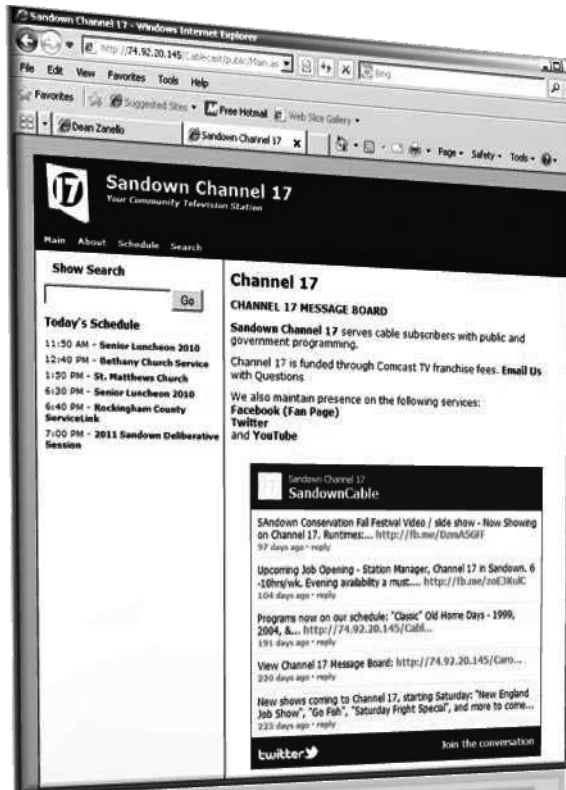 Sandown Channel 17 - Windows Internet Explorer
http://74.92.20.145/Cablecast/public/Main.as
Bing
File Edit View Favorites Tools Help
Favorites Suggested Sites Free Hotmail Web Slice Gallery
Dean Zanello Sandown Channel 17 Page Safety Tools
17
Sandown Channel 17
Your Community Television Station
Main About Schedule Search
Show Search
Go
Today's Schedule
11:50 AM - Senior Luncheon 2010
12:40 PM - Bethany Church Service
1:50 PM - St. Matthews Church
6:30 PM - Senior Luncheon 2010
6:40 PM - Rockingham County
ServiceLink
7:00 PM - 2011 Sandown Deliberative
Session
Channel 17
CHANNEL 17 MESSAGE BOARD
Sandown Channel 17 serves cable subscribers with public and
government programming.
Channel 17 is funded through Comcast TV franchise fees. Email Us
with Questions
We also maintain presence on the following services:
Facebook (Fan Page)
Twitter
and YouTube
Sandown Channel 17
SandownCable
SAndown Conservation Fall Festival Video / slide show - Now Showing
on Channel 17. Runtimes:...
97 days ago · reply
Upcoming Job Opening - Station Manager, Channel 17 in Sandown. 6
-10hrs/wk. Evening availability a must....
104 days ago · reply
Programs now on our schedule: "Classic" Old Home Days - 1999,
2004, &... http://74.92.20.145/Cabl...
191 days ago · reply
View Channel 17 Message Board: http://74.92.20.145/Caro...
220 days ago · reply
New shows coming to Channel 17, starting Saturday: "New England
Job Show", "Go Fish", "Saturday Fright Special", and more to come...
223 days ago · reply
twitter
Join the conversation